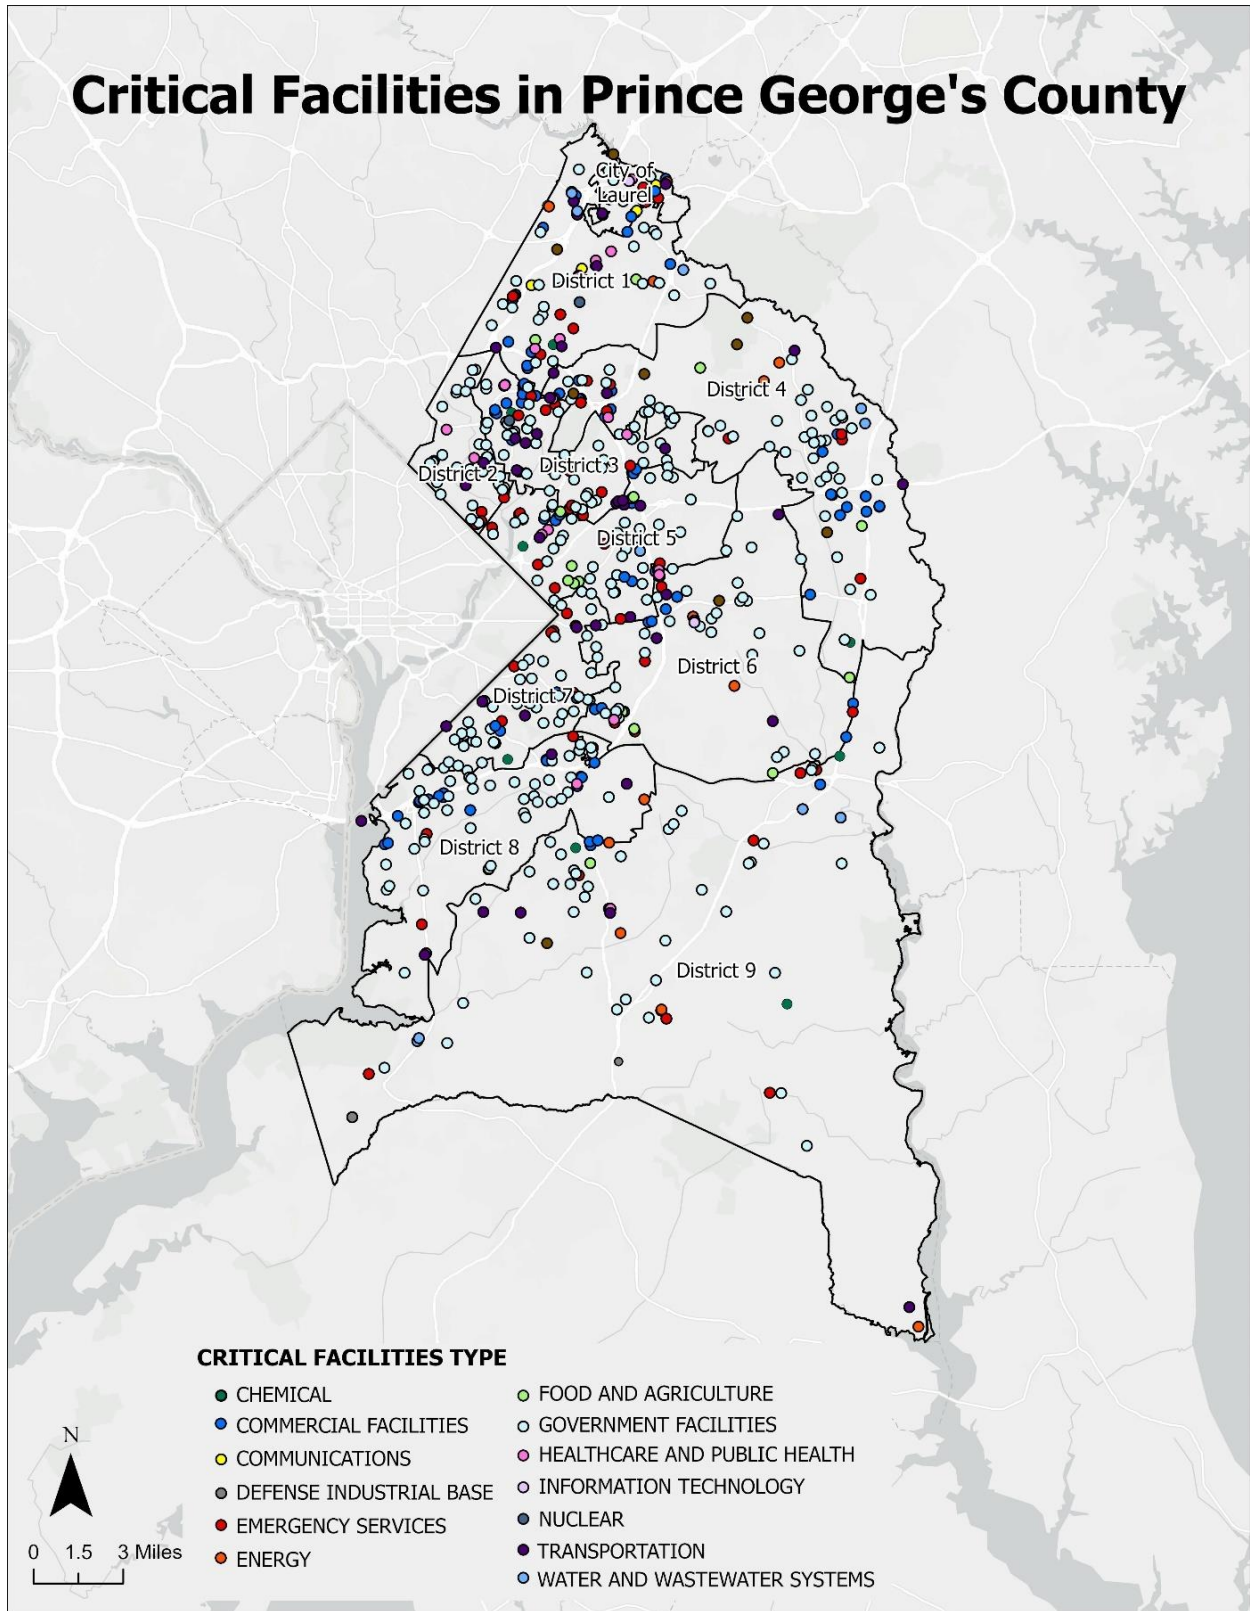 Critical Facilities in Prince George's County
City of
Laurel
District 1
District 4
District 2
District 3
District 5
District 6
District 7
District 8
District 9
CRITICAL FACILITIES TYPE
CHEMICAL
COMMERCIAL FACILITIES
COMMUNICATIONS
DEFENSE INDUSTRIAL BASE
EMERGENCY SERVICES
ENERGY
FOOD AND AGRICULTURE
GOVERNMENT FACILITIES
HEALTHCARE AND PUBLIC HEALTH
INFORMATION TECHNOLOGY
NUCLEAR
TRANSPORTATION
WATER AND WASTEWATER SYSTEMS
N
0 1.5 3 Miles